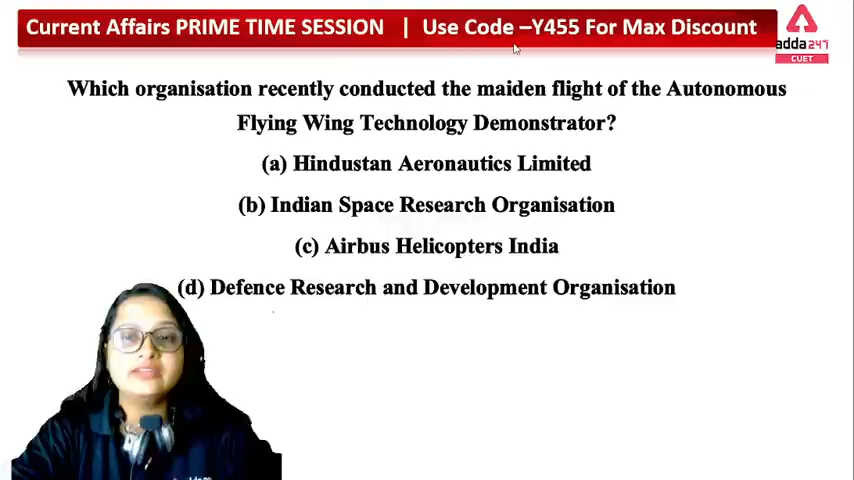 Current Affairs PRIME TIME SESSION | Use Code –Y455 For Max Discount
adda247
CUET
Which organisation recently conducted the maiden flight of the Autonomous
Flying Wing Technology Demonstrator?
(a) Hindustan Aeronautics Limited
(b) Indian Space Research Organisation
(c) Airbus Helicopters India
(d) Defence Research and Development Organisation